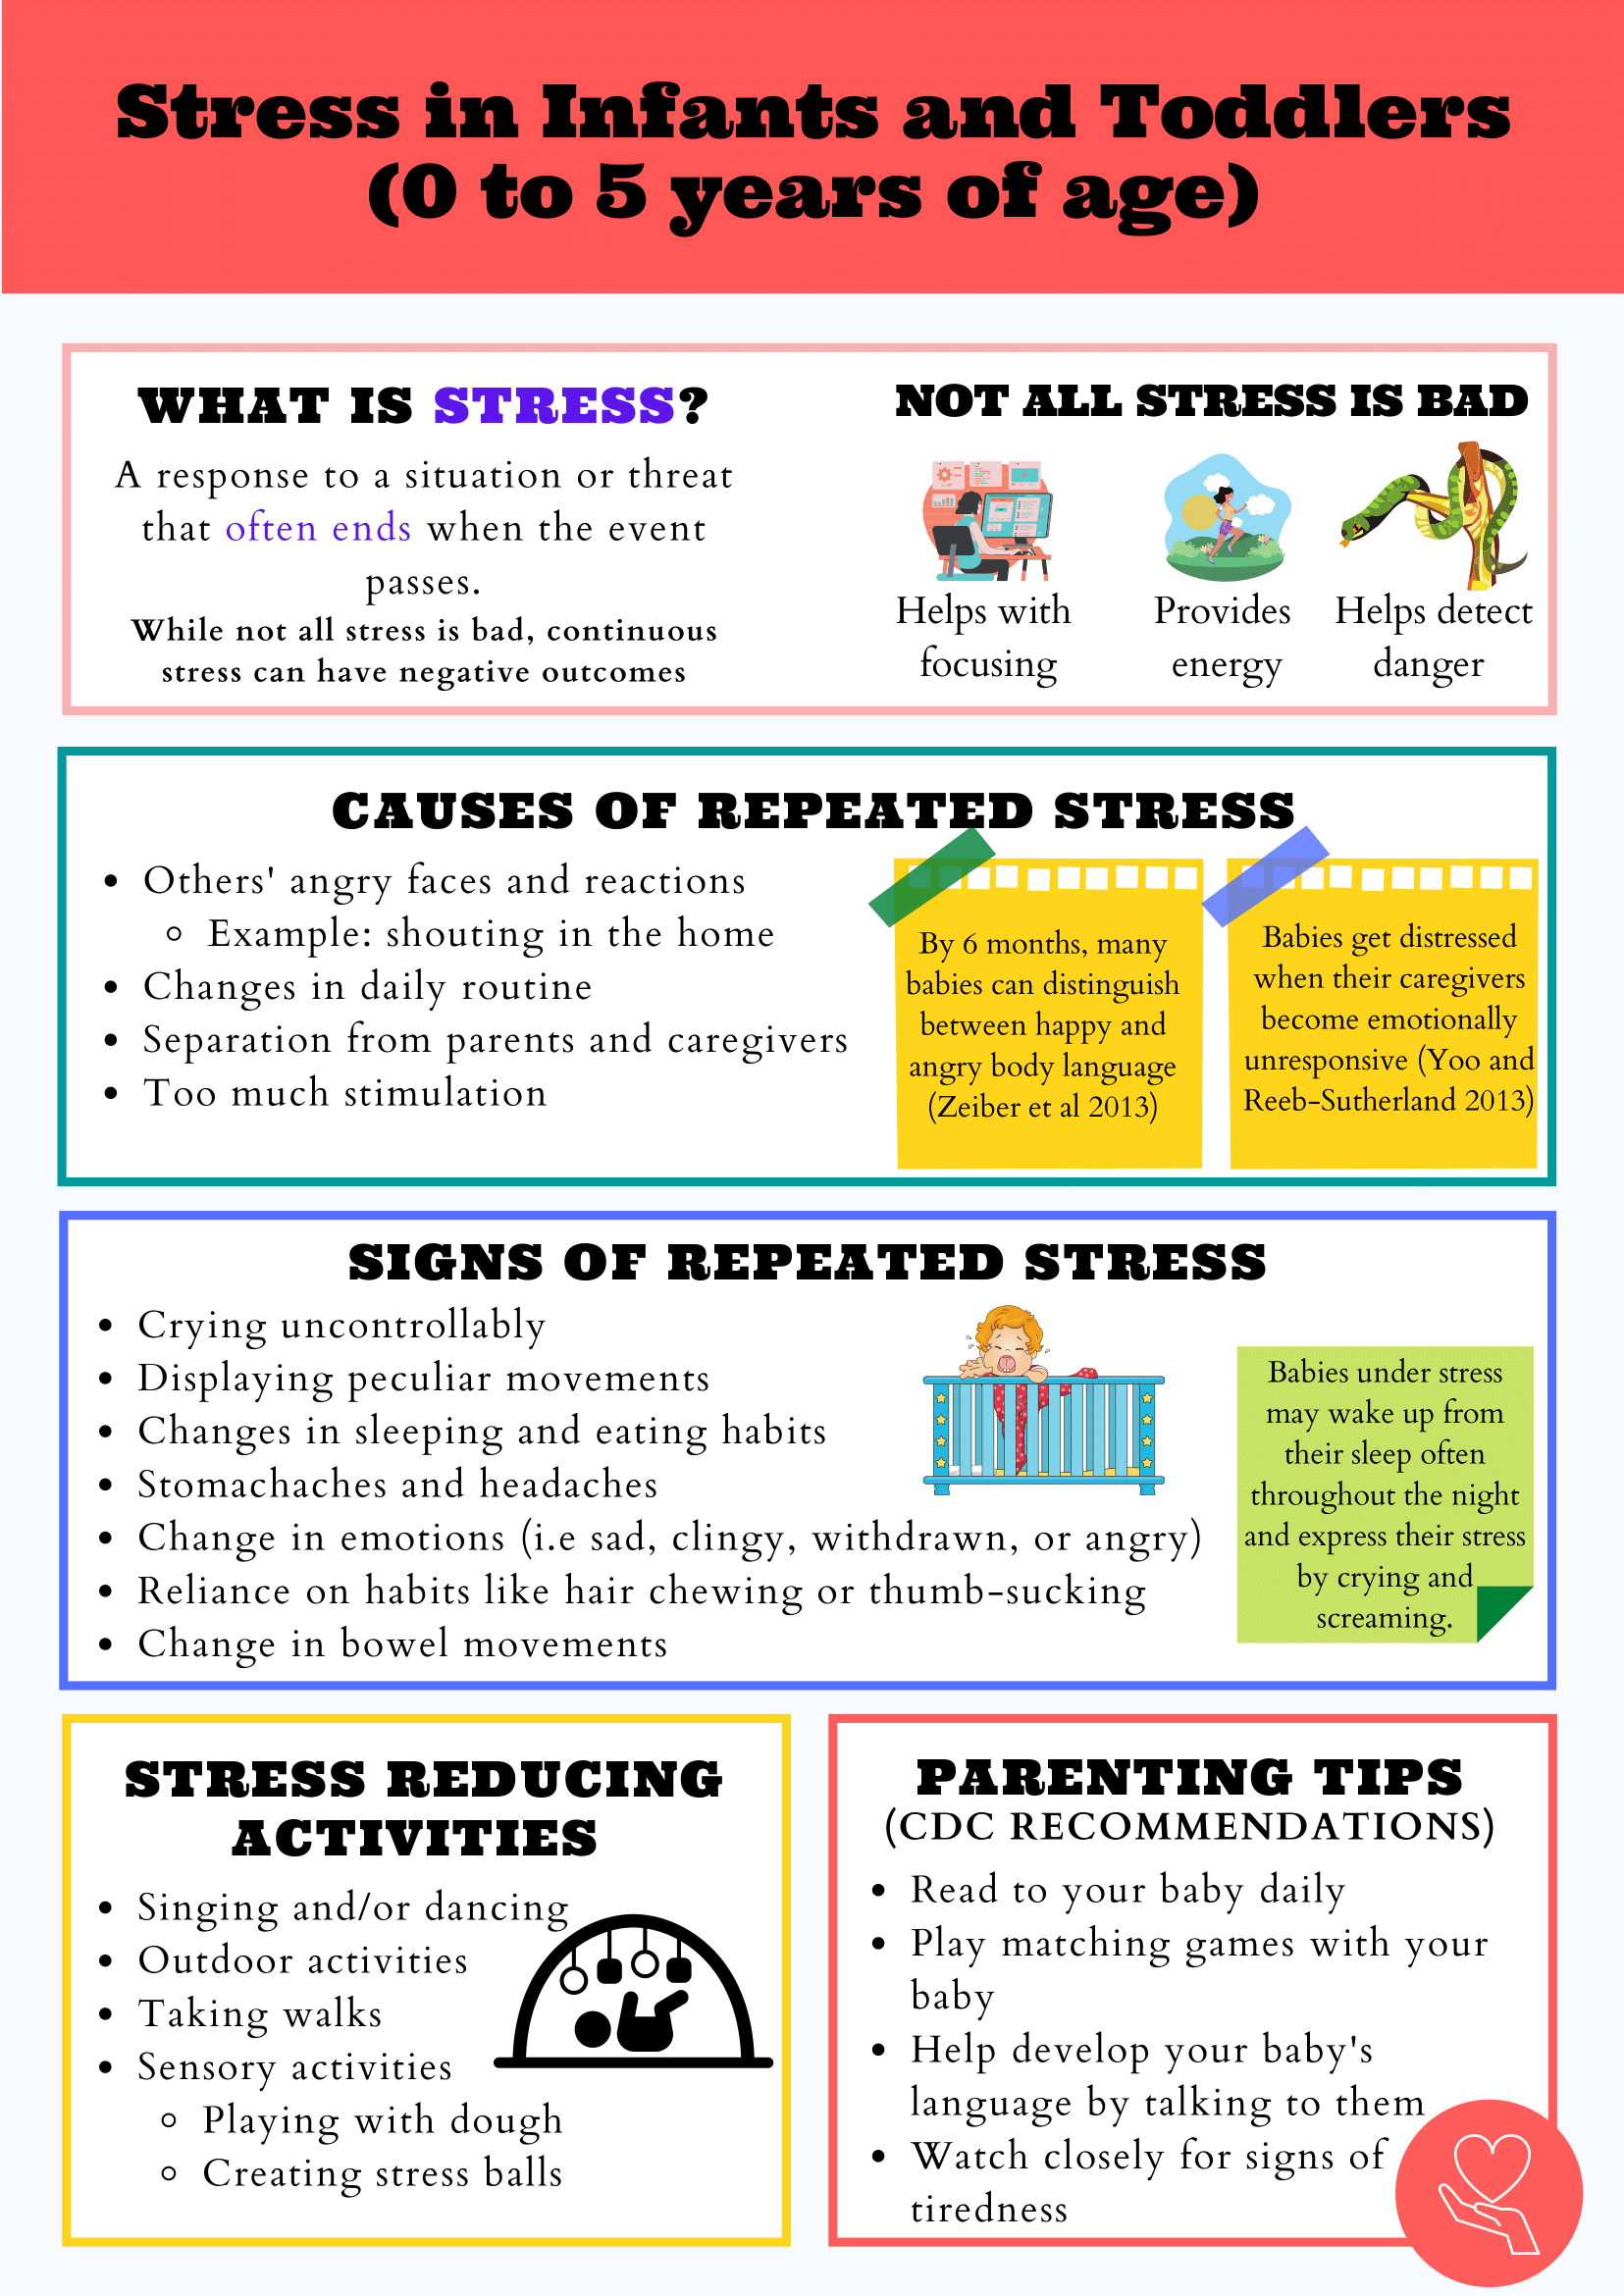 Stress in Infants and Toddlers
(0 to 5 years of age)
WHAT IS STRESS?
A response to a situation or threat
that often ends when the event
passes.
While not all stress is bad, continuous
stress can have negative outcomes
NOT ALL STRESS IS BAD
Helps with
focusing
Provides
energy
Helps detect
danger
CAUSES OF REPEATED STRESS
• Others' angry faces and reactions
◦ Example: shouting in the home
• Changes in daily routine
• Separation from parents and caregivers
• Too much stimulation
By 6 months, many
babies can distinguish
between happy and
angry body language
(Zeiber et al 2013)
Babies get distressed
when their caregivers
become emotionally
unresponsive (Yoo and
Reeb-Sutherland 2013)
SIGNS OF REPEATED STRESS
• Crying uncontrollably
• Displaying peculiar movements
• Changes in sleeping and eating habits
• Stomachaches and headaches
• Change in emotions (i.e sad, clingy, withdrawn, or angry)
• Reliance on habits like hair chewing or thumb-sucking
• Change in bowel movements
Babies under stress
may wake up from
their sleep often
throughout the night
and express their stress
by crying and
screaming.
STRESS REDUCING
ACTIVITIES
• Singing and/or dancing
• Outdoor activities
• Taking walks
• Sensory activities
◦ Playing with dough
◦ Creating stress balls
PARENTING TIPS
(CDC RECOMMENDATIONS)
• Read to your baby daily
• Play matching games with your
baby
• Help develop your baby's
language by talking to them
• Watch closely for signs of
tiredness